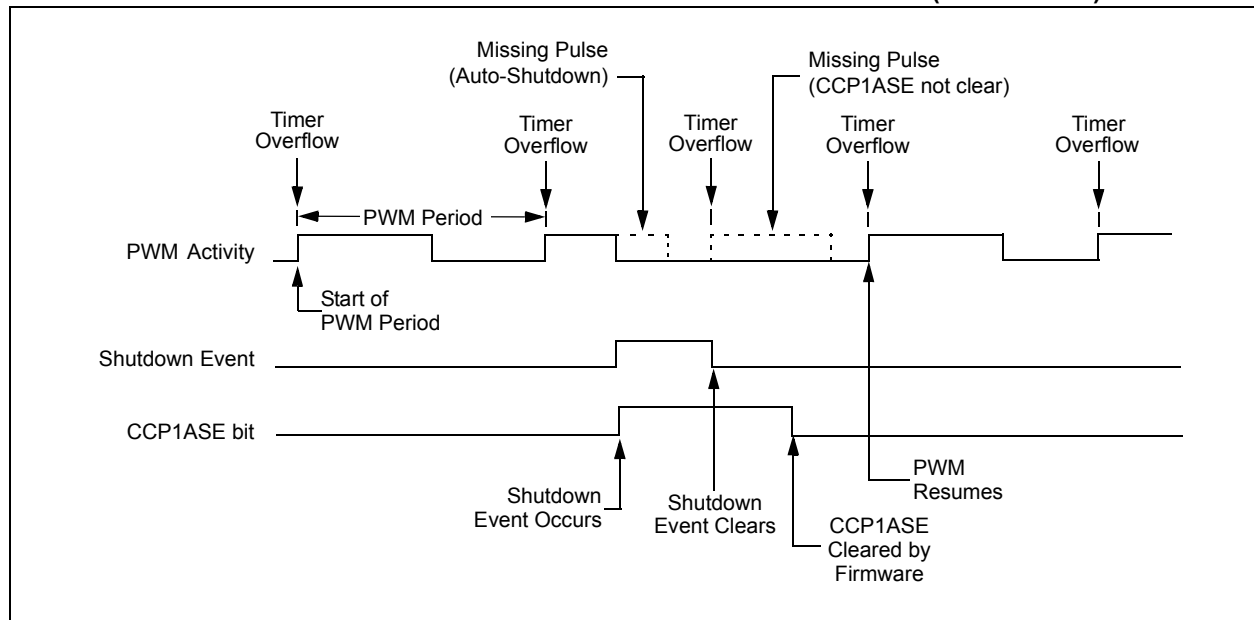 Missing Pulse
(Auto-Shutdown)
Missing Pulse
(CCP1ASE not clear)
Timer
Overflow
Timer
Overflow
Timer
Overflow
Timer
Overflow
Timer
Overflow
PWM Period
PWM Activity
Start of
PWM Period
Shutdown Event
CCP1ASE bit
Shutdown
Event Occurs
Shutdown
Event Clears
CCP1ASE
Cleared by
Firmware
PWM
Resumes